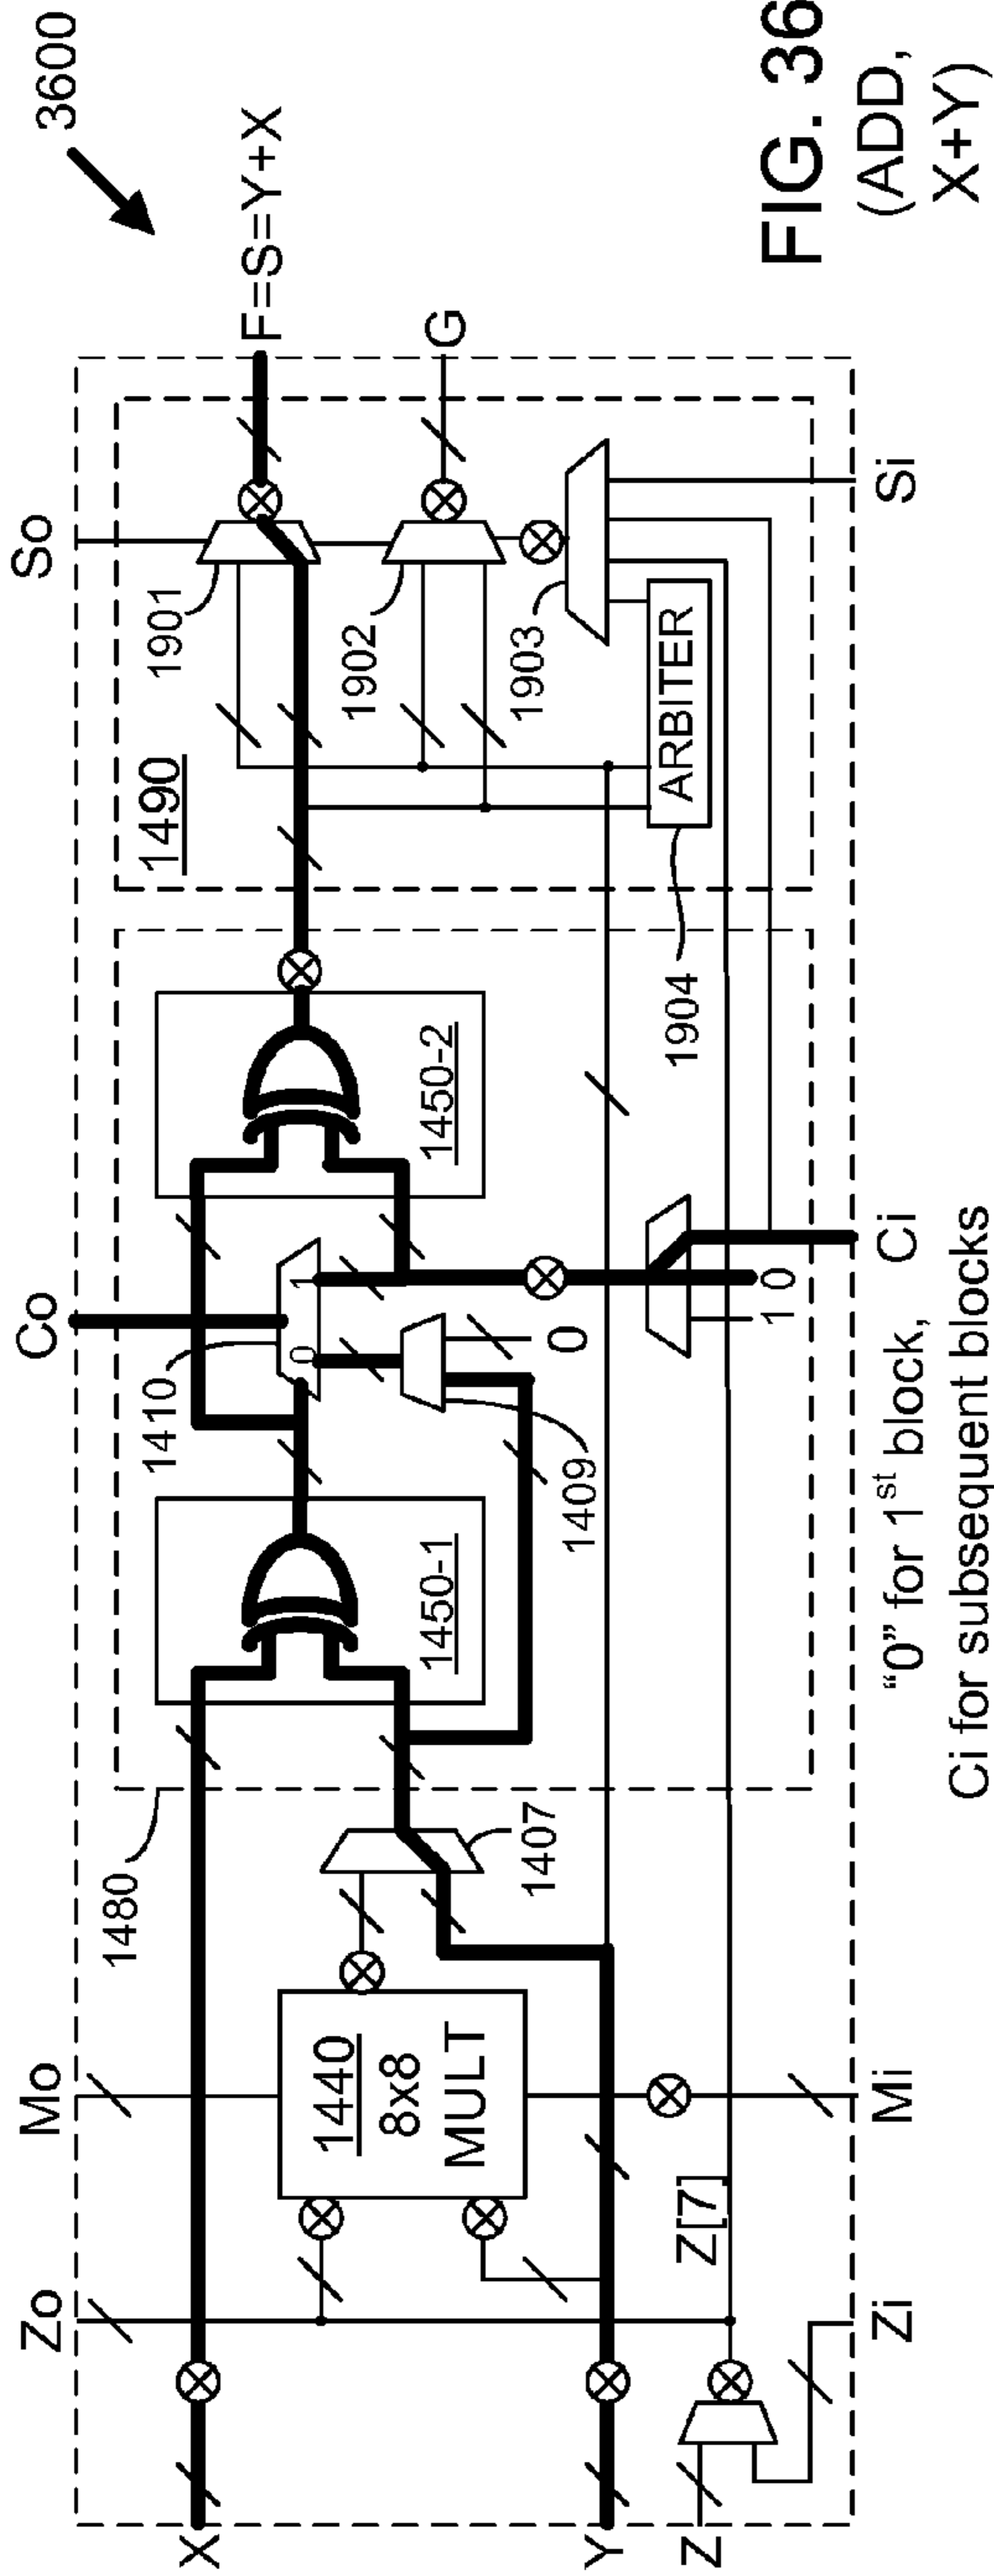 3600
So
Co
Mo
Zo
F=S=Y+X
G
1901
1902
1903
1490
ARBITER
1904
1450-2
1410
0
1
1409
0
1450-1
1480
1407
1440
8x8
MULT
X
Y
Z
Z[7]
1 0
Si
Ci
Mi
Zi
“0” for 1st block,
Ci for subsequent blocks
FIG. 36
(ADD,
X+Y)